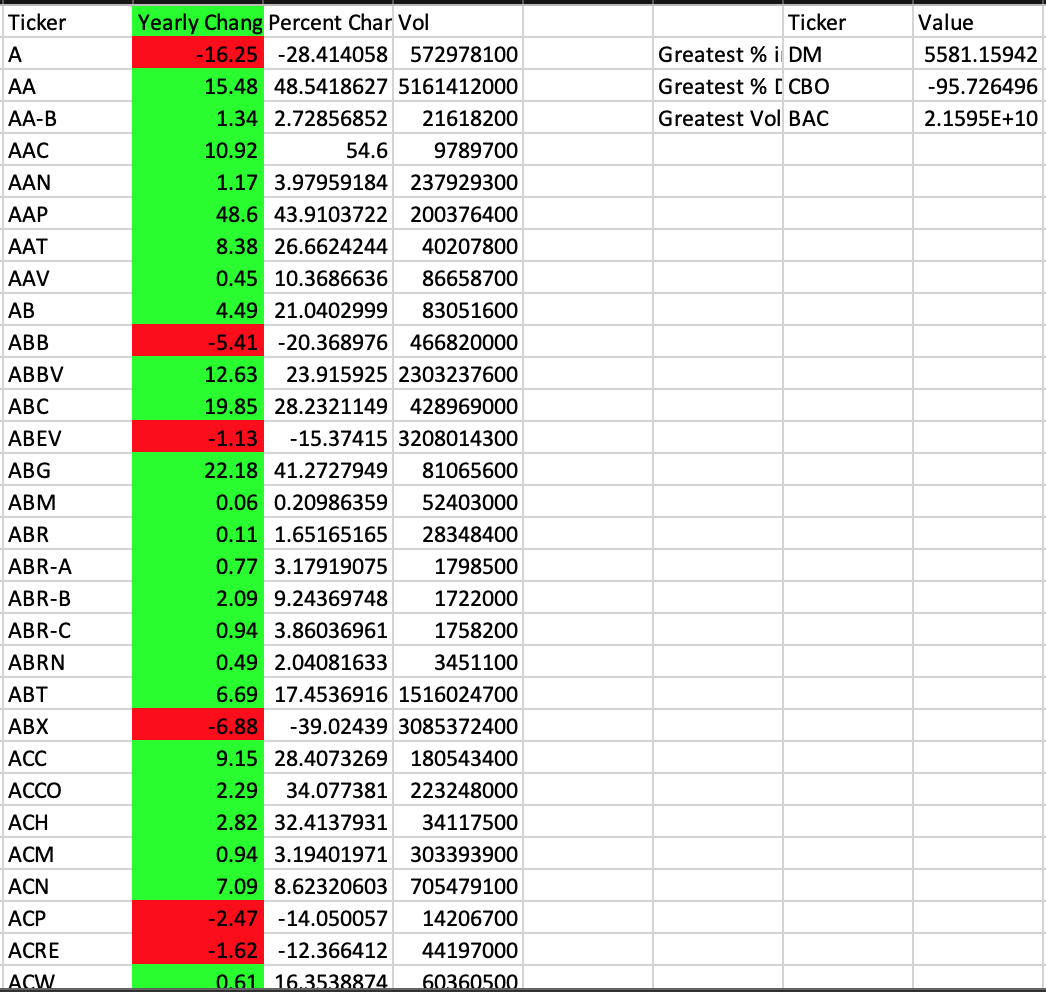 Ticker Yearly Chang Percent Char Vol Ticker Value
A -16.25 -28.414058 572978100 Greatest % i DM 5581.15942
AA 15.48 48.5418627 5161412000 Greatest % D CBO -95.726496
AA-B 1.34 2.72856852 21618200 Greatest Vol BAC 2.1595E+10
AAC 10.92 54.6 9789700
AAN 1.17 3.97959184 237929300
AAP 48.6 43.9103722 200376400
AAT 8.38 26.6624244 40207800
AAV 0.45 10.3686636 86658700
AB 4.49 21.0402999 83051600
ABB -5.41 -20.368976 466820000
ABBV 12.63 23.915925 2303237600
ABC 19.85 28.2321149 428969000
ABEV -1.13 -15.37415 3208014300
ABG 22.18 41.2727949 81065600
ABM 0.06 0.20986359 52403000
ABR 0.11 1.65165165 28348400
ABR-A 0.77 3.17919075 1798500
ABR-B 2.09 9.24369748 1722000
ABR-C 0.94 3.86036961 1758200
ABRN 0.49 2.04081633 3451100
ABT 6.69 17.4536916 1516024700
ABX -6.88 -39.02439 3085372400
ACC 9.15 28.4073269 180543400
ACCO 2.29 34.077381 223248000
ACH 2.82 32.4137931 34117500
ACM 0.94 3.19401971 303393900
ACN 7.09 8.62320603 705479100
ACP -2.47 -14.050057 14206700
ACRE -1.62 -12.366412 44197000
ACW 0.61 16.3538874 60360500